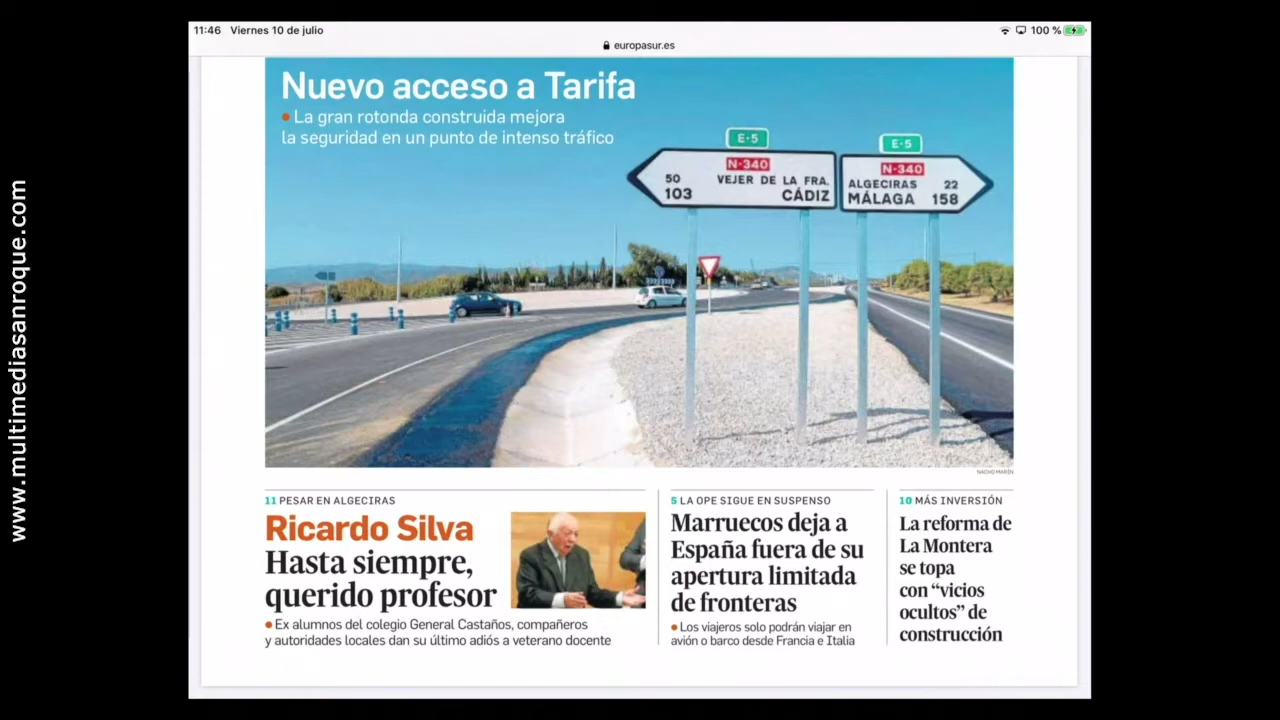 11:46 Viernes 10 de julio
100 %
europasur.es
www.multimediasanroque.com
Nuevo acceso a Tarifa
• La gran rotonda construida mejora
la seguridad en un punto de intenso tráfico
E-5
N-340
50 VEJER DE LA FRA.
103 CÁDIZ
E-5
N-340
ALGECIRAS 22
MÁLAGA 158
NACHO MARÍN
11 PESAR EN ALGECIRAS
Ricardo Silva
Hasta siempre,
querido profesor
• Ex alumnos del colegio General Castaños, compañeros
y autoridades locales dan su último adiós a veterano docente
5 LA OPE SIGUE EN SUSPENSO
Marruecos deja a
España fuera de su
apertura limitada
de fronteras
• Los viajeros solo podrán viajar en
avión o barco desde Francia e Italia
10 MÁS INVERSIÓN
La reforma de
La Montera
se topa
con “vicios
ocultos” de
construcción